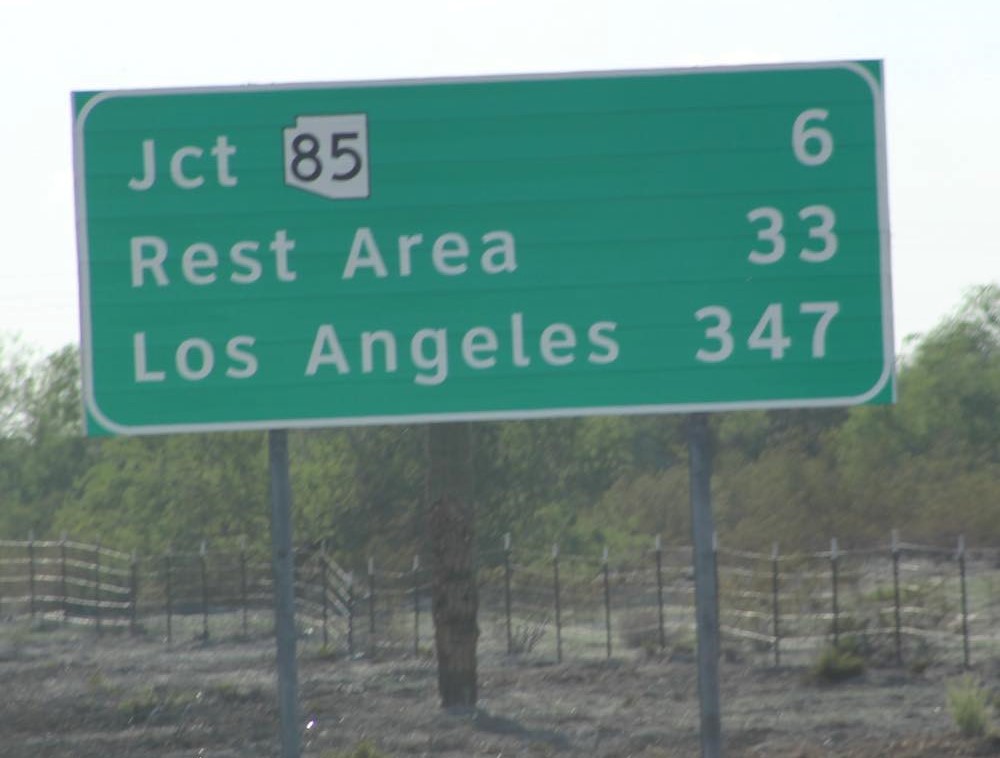 Jct 85 6
Rest Area 33
Los Angeles 347